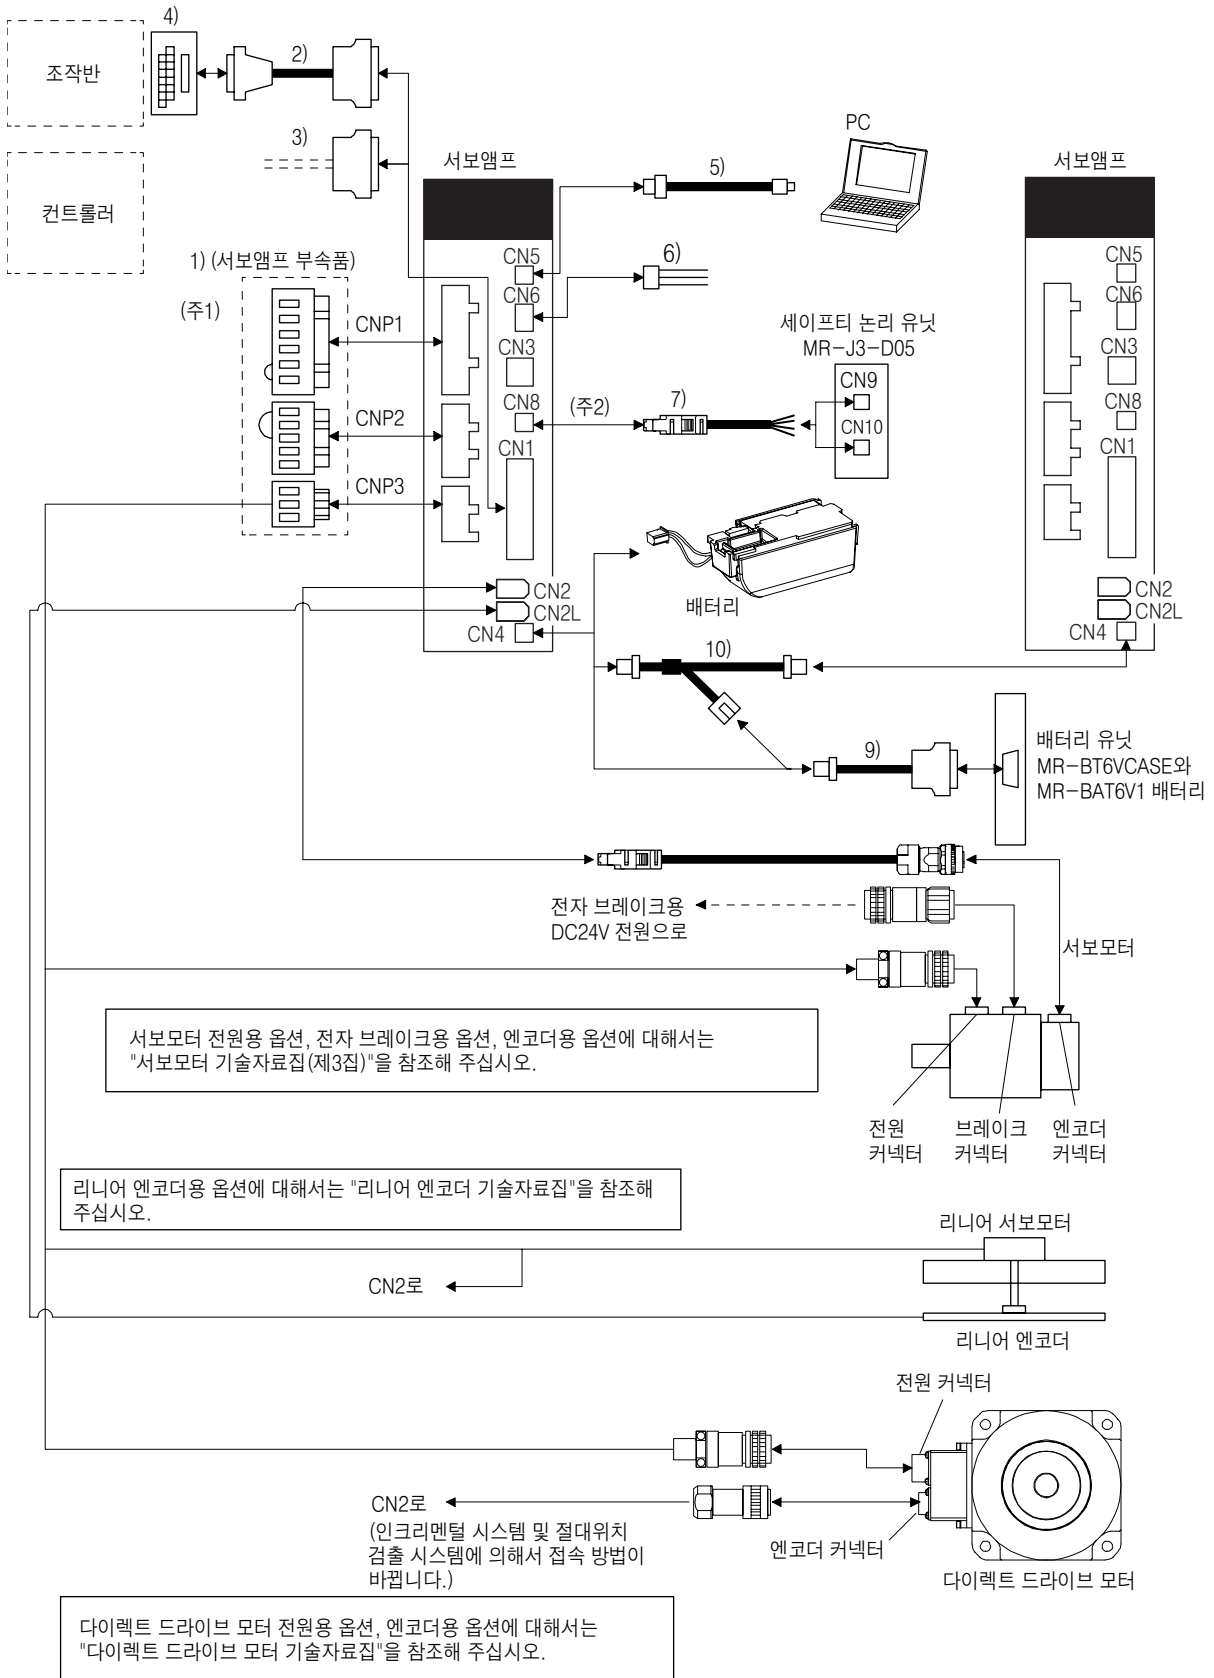 4)
2)
조작반
3)
PC
서보앰프
5)
서보앰프
컨트롤러
1) (서보앰프 부속품)
CN5
6)
CN5
(주1)
CN6
CN6
CNP1
세이프티 논리 유닛
MR-J3-D05
CN3
CN3
CN9
CN8
(주2)
7)
CN8
CNP2
CN10
CN1
CN1
CNP3
CN2
배터리
CN2
CN2L
CN2L
CN4
CN4
10)
9)
배터리 유닛
MR-BT6VCASE와
MR-BAT6V1 배터리
전자 브레이크용
DC24V 전원으로
서보모터
서보모터 전원용 옵션, 전자 브레이크용 옵션, 엔코더용 옵션에 대해서는
"서보모터 기술자료집(제3집)"을 참조해 주십시오.
전원
커넥터
브레이크
커넥터
엔코더
커넥터
리니어 엔코더용 옵션에 대해서는 "리니어 엔코더 기술자료집"을 참조해
주십시오.
리니어 서보모터
CN2로
리니어 엔코더
전원 커넥터
CN2로
(인크리멘털 시스템 및 절대위치
검출 시스템에 의해서 접속 방법이
바뀝니다.)
엔코더 커넥터
다이렉트 드라이브 모터
다이렉트 드라이브 모터 전원용 옵션, 엔코더용 옵션에 대해서는
"다이렉트 드라이브 모터 기술자료집"을 참조해 주십시오.